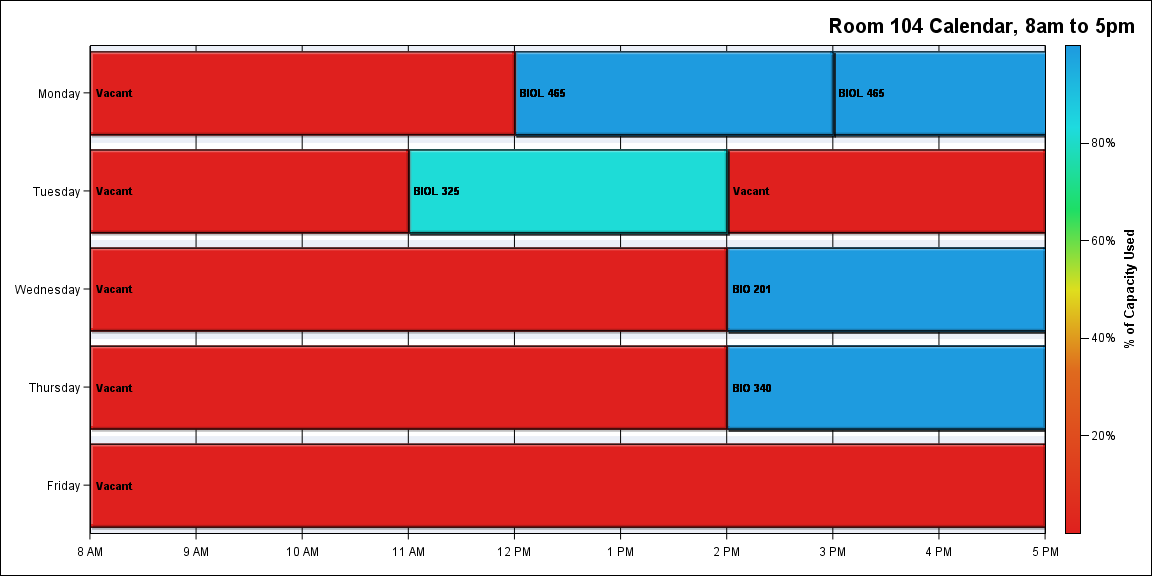 Room 104 Calendar, 8am to 5pm
Monday
Vacant
BIOL 465
BIOL 465
Tuesday
Vacant
BIOL 325
Vacant
Wednesday
Vacant
BIO 201
Thursday
Vacant
BIO 340
Friday
Vacant
8 AM
9 AM
10 AM
11 AM
12 PM
1 PM
2 PM
3 PM
4 PM
5 PM
80%
60%
40%
20%
% of Capacity Used